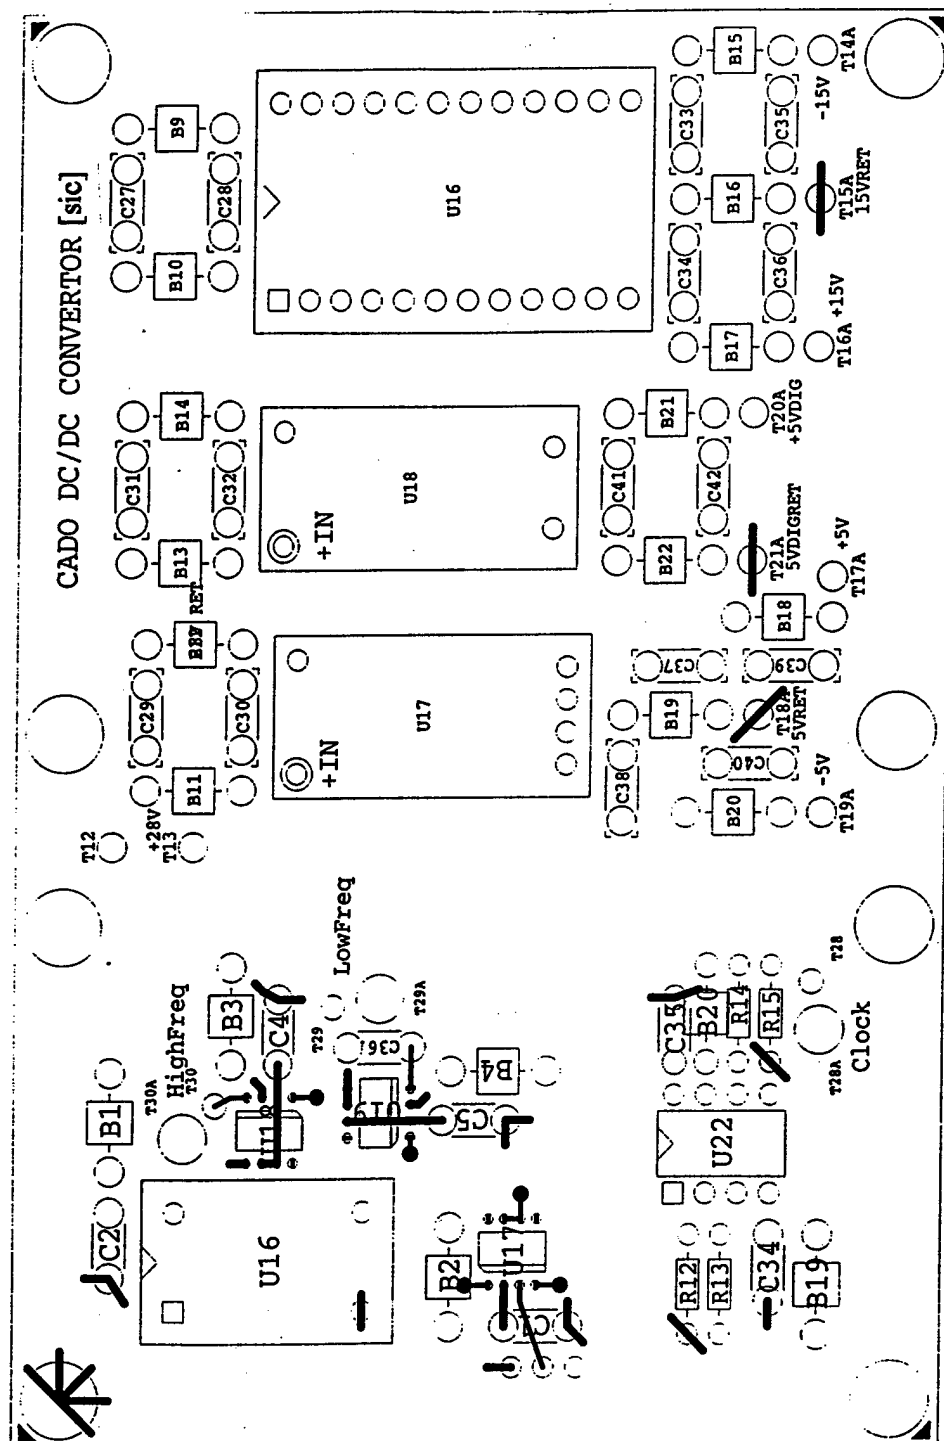 CADO DC/DC CONVERTOR [sic]
B9
C27
C28
B10
U16
B15
T14A
-15V
C33
C35
B16
T15A
15VRET
C34
C36
+15V
B17
T16A
B14
C31
C32
B13
RET
U18
+IN
B21
T20A
+5VDIG
C41
C42
B22
T21A
5VDIGRET
+5V
T17A
B18
C29
C30
B11
+28V
T12
T13
U17
+IN
C37
C39
B19
T18A
5VRET
C38
C40
-5V
B20
T19A
LowFreq
T29A
T29
B3
C4
HighFreq
T30
T30A
B1
C2
U18
C36
U19
B4
C5
U16
B2
U17
C1
C35
B20
R14
R15
T28
Clock
T28A
U22
R12
R13
C34
B19